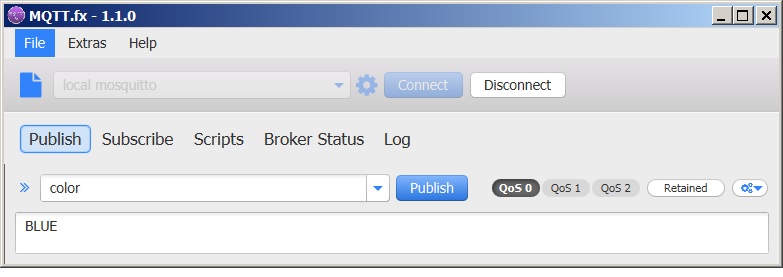 MQTT.fx - 1.1.0
File Extras Help
local mosquitto Connect Disconnect
Publish Subscribe Scripts Broker Status Log
color Publish QoS 0 QoS 1 QoS 2 Retained
BLUE